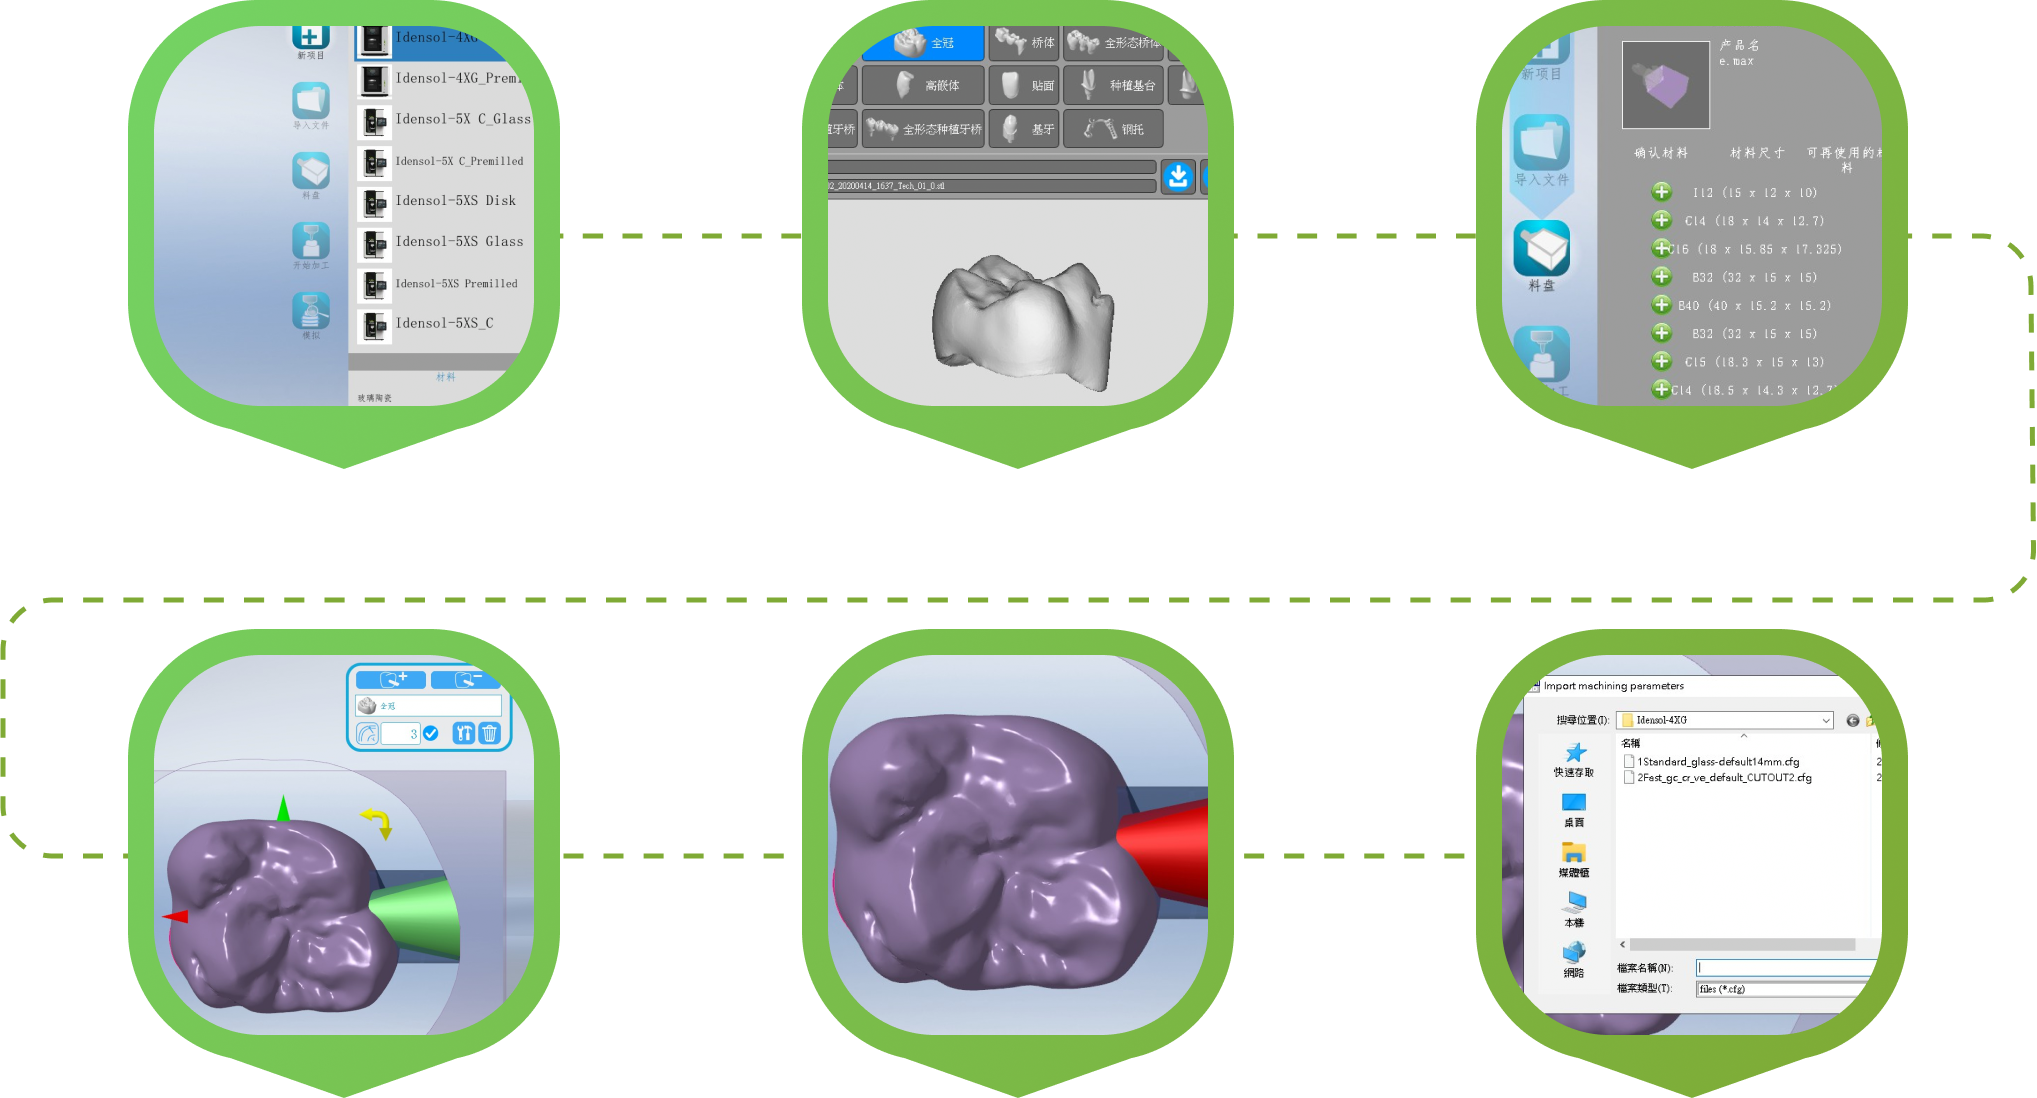 新项目
导入文件
料盘
开始加工
模拟
Idensol-4XG
Idensol-4XG_Premi
Idensol-5X C_Glass
Idensol-5X C_Premilled
Idensol-5XS Disk
Idensol-5XS Glass
Idensol-5XS Premilled
Idensol-5XS_C
材料
玻璃陶瓷
全冠
桥体
全形态桥体
体
高嵌体
贴面
种植基台
植牙桥
全形态种植牙桥
基牙
钢托
02_20200414_1637_Tech_01_0.stl
新项目
导入文件
料盘
工
产品名
e.max
确认材料
材料尺寸
可再使用的材
料
I12 (15 x 12 x 10)
C14 (18 x 14 x 12.7)
C16 (18 x 15.85 x 17.325)
B32 (32 x 15 x 15)
B40 (40 x 15.2 x 15.2)
B32 (32 x 15 x 15)
C15 (18.3 x 15 x 13)
C14 (18.5 x 14.3 x 12.7)
全冠
3
Import machining parameters
搜尋位置(I):
Idensol-4XG
名稱
修
1Standard_glass-default14mm.cfg
2
2Fast_gc_cr_ve_default_CUTOUT2.cfg
2
快速存取
桌面
媒體櫃
本機
網路
檔案名稱(N):
檔案類型(T):
files (*.cfg)